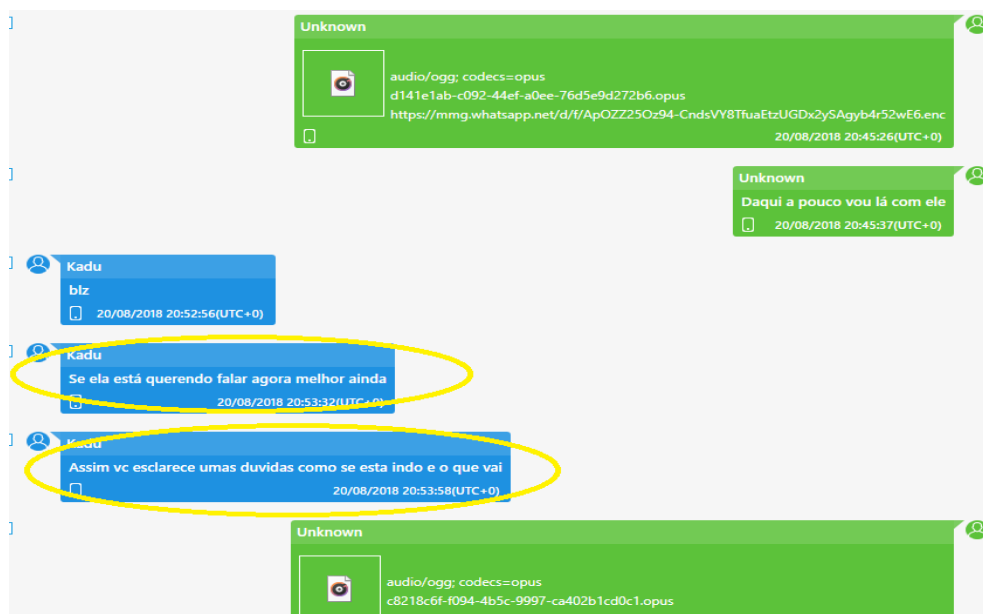 Unknown
audio/ogg; codecs=opus
d141e1ab-c092-44ef-a0ee-76d5e9d272b6.opus
https://mmg.whatsapp.net/d/f/ApOZZ25Oz94-CndsVY8TfuaEtzUGDx2ySAgyb4r52wE6.enc
20/08/2018 20:45:26(UTC+0)
Unknown
Daqui a pouco vou lá com ele
20/08/2018 20:45:37(UTC+0)
Kadu
blz
20/08/2018 20:52:56(UTC+0)
Kadu
Se ela está querendo falar agora melhor ainda
20/08/2018 20:53:32(UTC+0)
Kadu
Assim vc esclarece umas duvidas como se esta indo e o que vai
20/08/2018 20:53:58(UTC+0)
Unknown
audio/ogg; codecs=opus
c8218c6f-f094-4b5c-9997-ca402b1cd0c1.opus